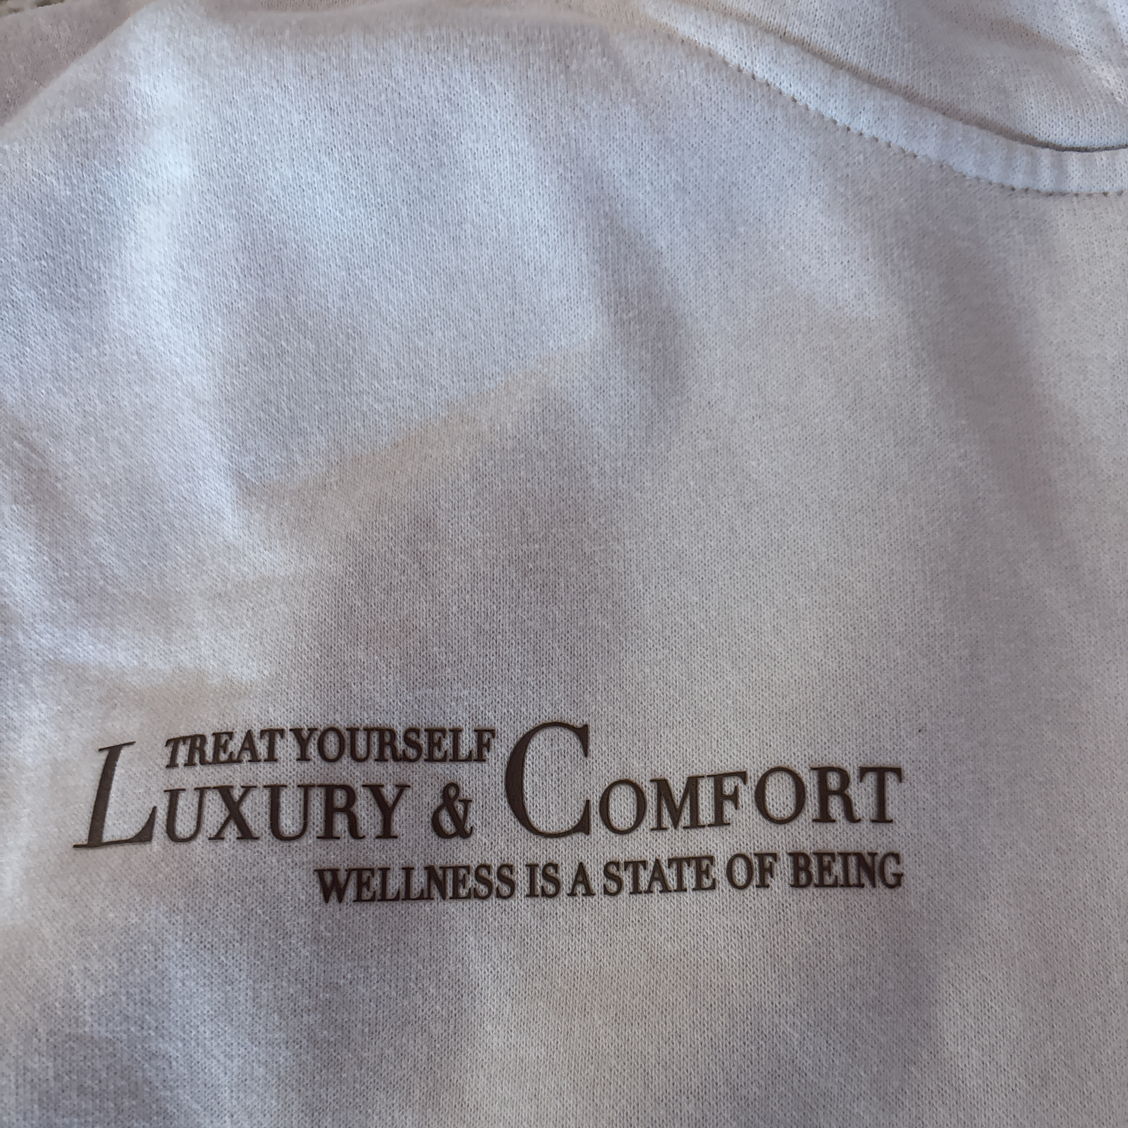 TREAT YOURSELF
LUXURY & COMFORT
WELLNESS IS A STATE OF BEING